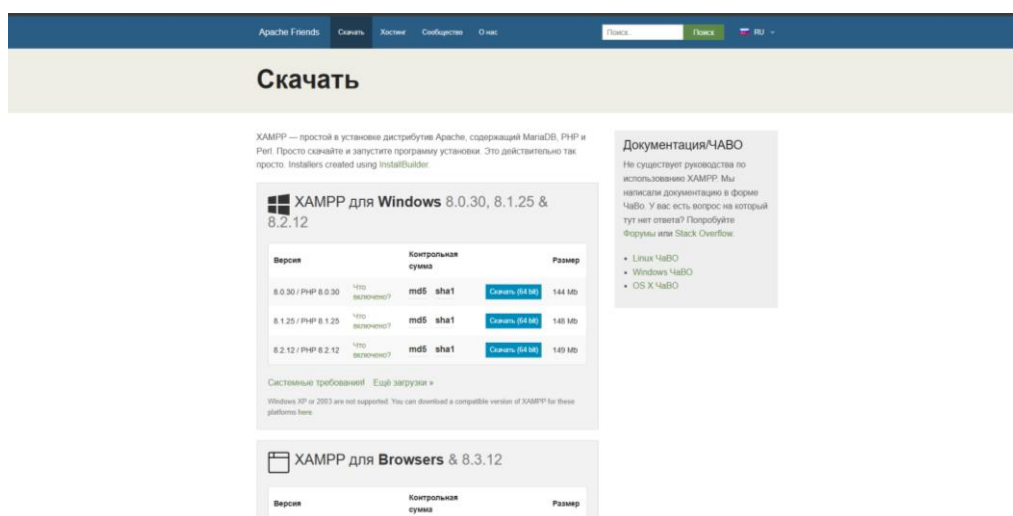 Apache Friends Скачать Хостинг Сообщество О нас Поиск... Поиск RU
Скачать
XAMPP — простой в установке дистрибутив Apache, содержащий MariaDB, PHP и
Perl. Просто скачайте и запустите программу установки. Это действительно так
просто. Installers created using InstallBuilder.
XAMPP для Windows 8.0.30, 8.1.25 &
8.2.12
Версия Контрольная сумма Размер
8.0.30 / PHP 8.0.30 Что включено? md5 sha1 Скачать (64 bit) 144 Mb
8.1.25 / PHP 8.1.25 Что включено? md5 sha1 Скачать (64 bit) 148 Mb
8.2.12 / PHP 8.2.12 Что включено? md5 sha1 Скачать (64 bit) 149 Mb
Системные требования! Ещё загрузки »
Windows XP or 2003 are not supported. You can download a compatible version of XAMPP for these
platforms here.
XAMPP для Browsers & 8.3.12
Версия Контрольная сумма Размер
Документация/ЧАВО
Не существует руководства по
использованию XAMPP. Мы
написали документацию в форме
ЧаВо. У вас есть вопрос на который
тут нет ответа? Попробуйте
Форумы или Stack Overflow.
• Linux ЧаВО
• Windows ЧаВО
• OS X ЧаВО